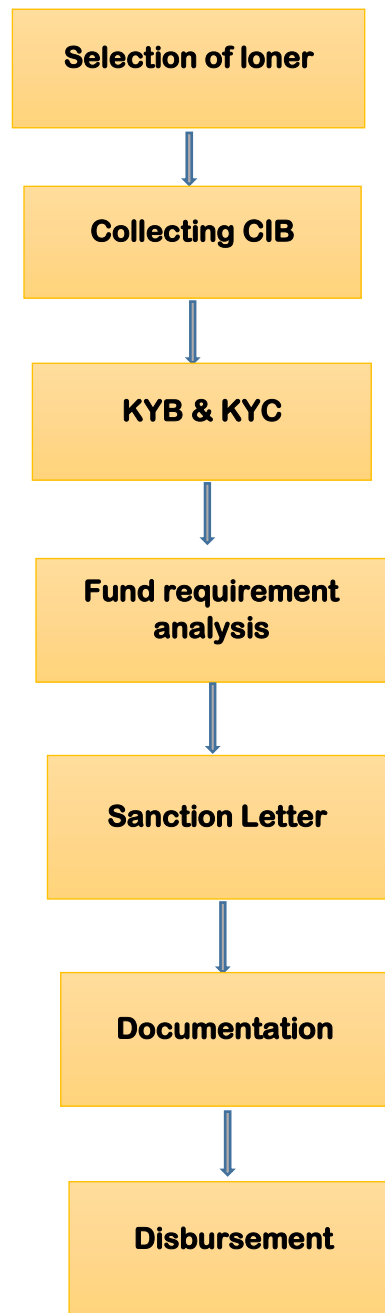 Selection of loner
Collecting CIB
KYB & KYC
Fund requirement
analysis
Sanction Letter
Documentation
Disbursement